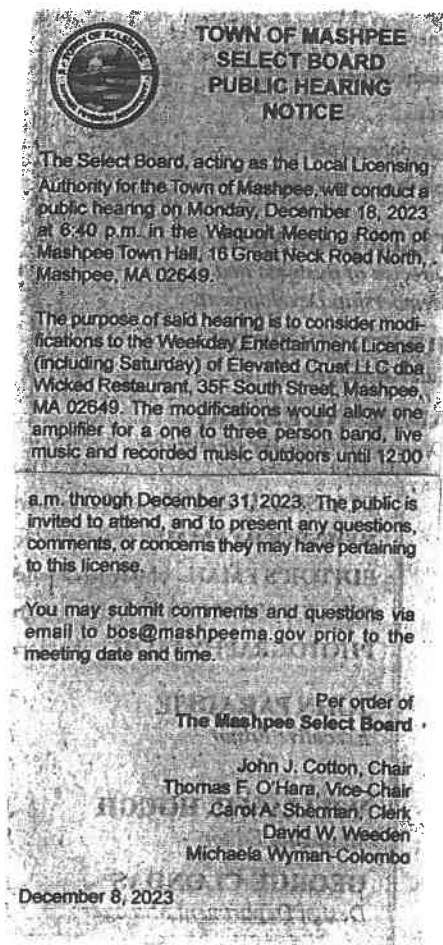 TOWN OF MASHPEE
SELECT BOARD
PUBLIC HEARING
NOTICE
The Select Board, acting as the Local Licensing
Authority for the Town of Mashpee, will conduct a
public hearing on Monday, December 18, 2023
at 6:40 p.m. in the Waquoit Meeting Room of
Mashpee Town Hall, 16 Great Neck Road North,
Mashpee, MA 02649.
The purpose of said hearing is to consider modi-
fications to the Weekday Entertainment License
(including Saturday) of Elevated Crust LLC dba
Wicked Restaurant, 35F South Street, Mashpee,
MA 02649. The modifications would allow one
amplifier for a one to three person band, live
music and recorded music outdoors until 12:00
a.m. through December 31, 2023. The public is
invited to attend, and to present any questions,
comments, or concerns they may have pertaining
to this license.
You may submit comments and questions via
email to bos@mashpeema.gov prior to the
meeting date and time.
Per order of
The Mashpee Select Board
John J. Cotton, Chair
Thomas F. O'Hara, Vice-Chair
Carol A. Sherman, Clerk
David W. Weeden
Michaela Wyman-Colombo
December 8, 2023